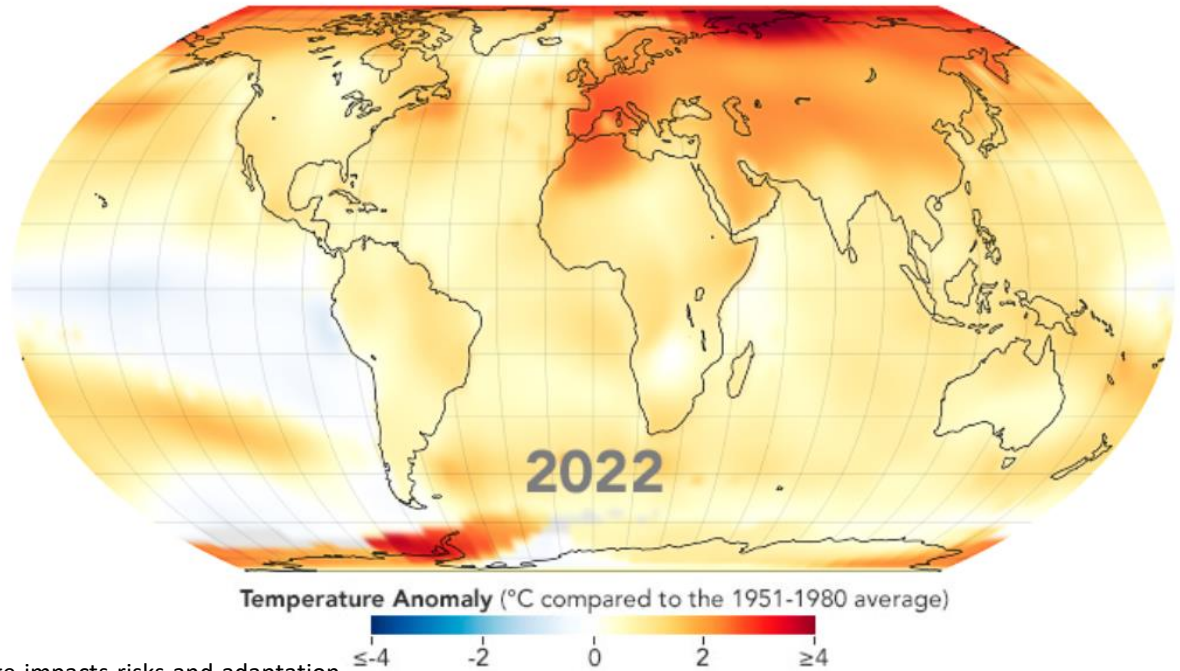 2022
Temperature Anomaly (°C compared to the 1951-1980 average)
≤-4 -2 0 2 ≥4
impacts risks and adaptation